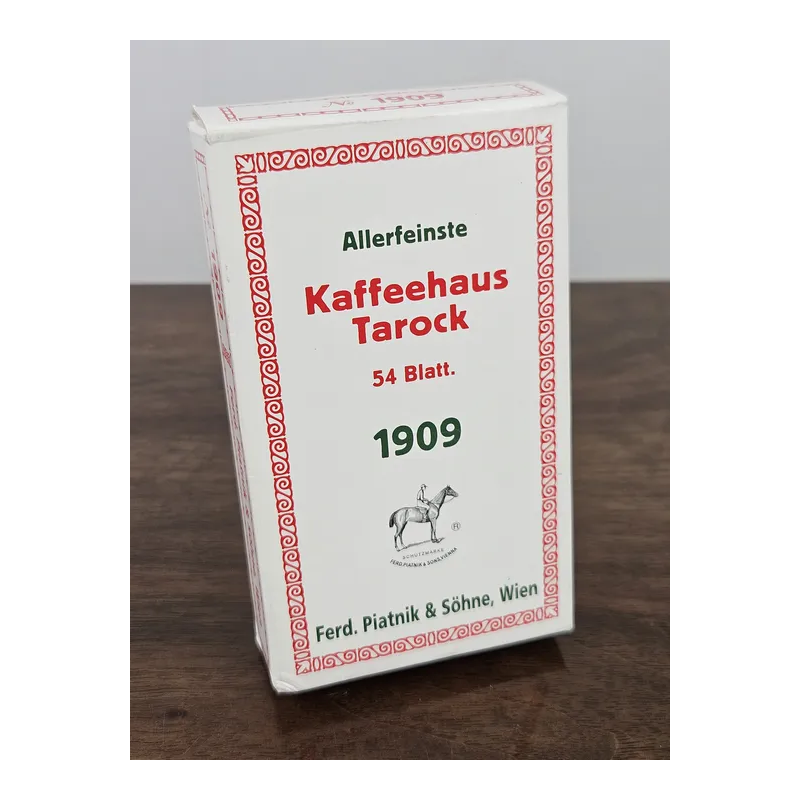 No 1909
Allerfeinste
Kaffeehaus
Tarock
54 Blatt.
1909
®
SCHUTZMARKE
FERD. PIATNIK & SÖHNE, VIENNA
Ferd. Piatnik & Söhne, Wien